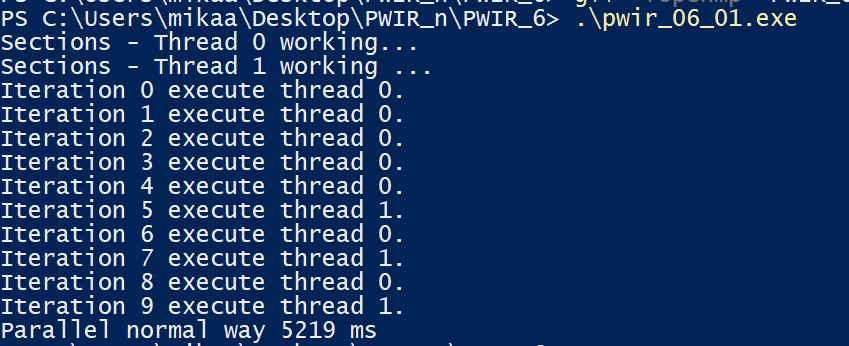 PS C:\Users\mikaa\Desktop\PWIR_n\PWIR_6> .\pwir_06_01.exe
Sections - Thread 0 working...
Sections - Thread 1 working ...
Iteration 0 execute thread 0.
Iteration 1 execute thread 0.
Iteration 2 execute thread 0.
Iteration 3 execute thread 0.
Iteration 4 execute thread 0.
Iteration 5 execute thread 1.
Iteration 6 execute thread 0.
Iteration 7 execute thread 1.
Iteration 8 execute thread 0.
Iteration 9 execute thread 1.
Parallel normal way 5219 ms